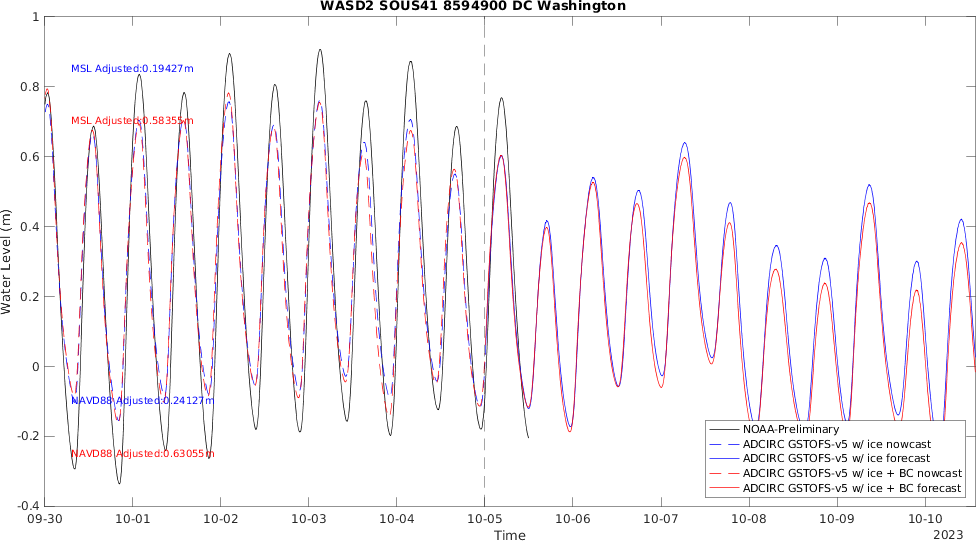 WASD2 SOUS41 8594900 DC Washington
1
0.8
0.6
0.4
0.2
0
-0.2
-0.4
Water Level (m)
MSL Adjusted:0.19427m
MSL Adjusted:0.58355m
NAVD88 Adjusted:0.24127m
NAVD88 Adjusted:0.63055m
NOAA-Preliminary
ADCIRC GSTOFS-v5 w/ ice nowcast
ADCIRC GSTOFS-v5 w/ ice forecast
ADCIRC GSTOFS-v5 w/ ice + BC nowcast
ADCIRC GSTOFS-v5 w/ ice + BC forecast
09-30 10-01 10-02 10-03 10-04 10-05 10-06 10-07 10-08 10-09 10-10
Time
2023